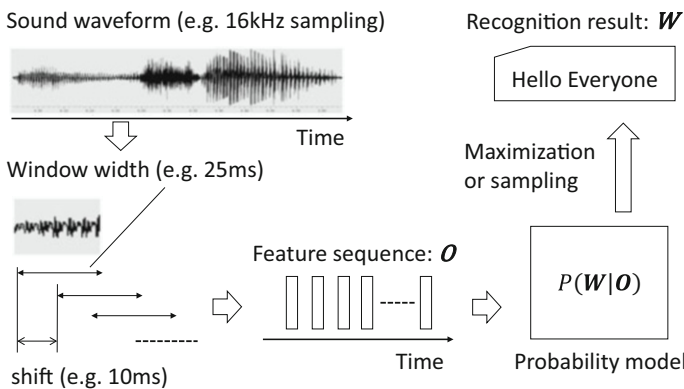 Sound waveform (e.g. 16kHz sampling)
Time
Window width (e.g. 25ms)
shift (e.g. 10ms)
Feature sequence: O
Time
P(W|O)
Probability model
Maximization
or sampling
Recognition result: W
Hello Everyone